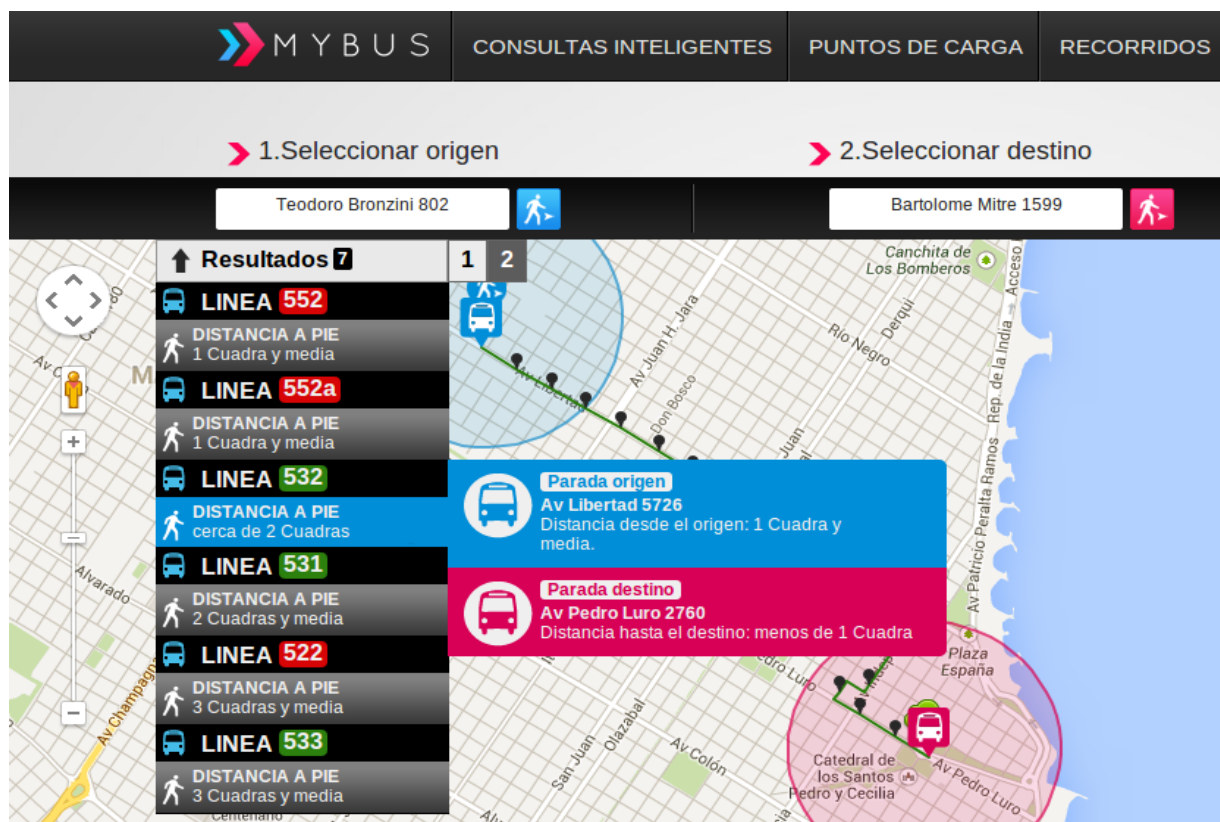 MYBUS
CONSULTAS INTELIGENTES
PUNTOS DE CARGA
RECORRIDOS
1.Seleccionar origen
2.Seleccionar destino
Teodoro Bronzini 802
Bartolome Mitre 1599
Resultados 7
1 2
LINEA 552
DISTANCIA A PIE
1 Cuadra y media
LINEA 552a
DISTANCIA A PIE
1 Cuadra y media
LINEA 532
DISTANCIA A PIE
cerca de 2 Cuadras
LINEA 531
DISTANCIA A PIE
2 Cuadras y media
LINEA 522
DISTANCIA A PIE
3 Cuadras y media
LINEA 533
DISTANCIA A PIE
3 Cuadras y media
Parada origen
Av Libertad 5726
Distancia desde el origen: 1 Cuadra y
media.
Parada destino
Av Pedro Luro 2760
Distancia hasta el destino: menos de 1 Cuadra
Canchita de
Los Bomberos
Acceso
Av Juan H. Jara
Derqui
Rio Negro
Av Libertad
Don Bosco
Juan
Av Patricio Peralta Ramos
Rep. de la India
M
Alvarado
Av Champagnat
Plaza
España
San Juan
Olazabal
Av Colón
Catedral de
los Santos
Pedro y Cecilia
Av Pedro Luro
Centenario